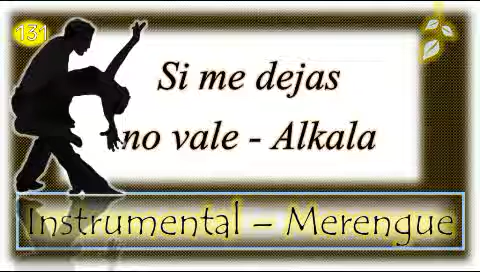 131
Si me dejas
no vale - Alkala
Instrumental – Merengue